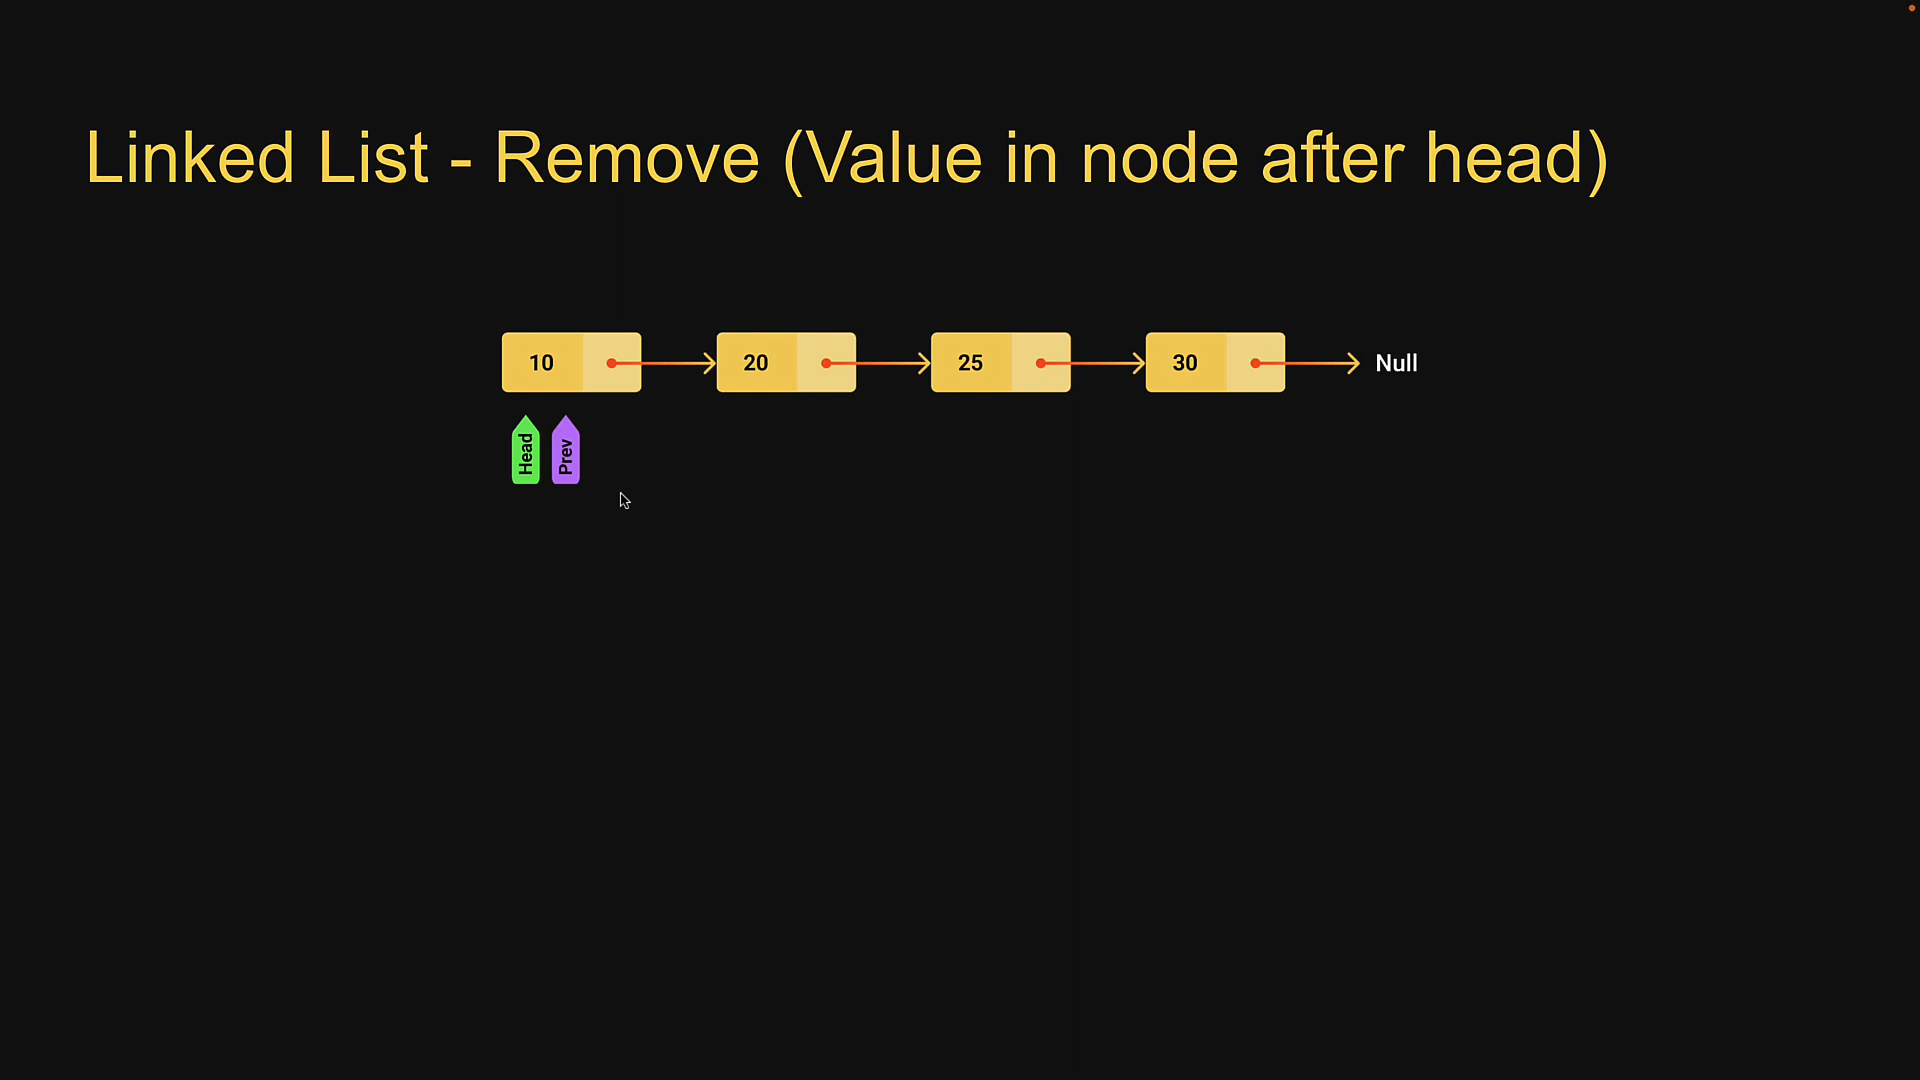 Linked List - Remove (Value in node after head)
10 20 25 30 Null
Head Prev